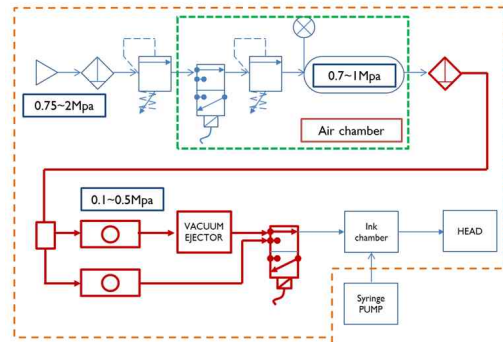 0.75~2Mpa
0.7~1Mpa
Air chamber
0.1~0.5Mpa
VACUUM
EJECTOR
Ink
chamber
HEAD
Syringe
PUMP